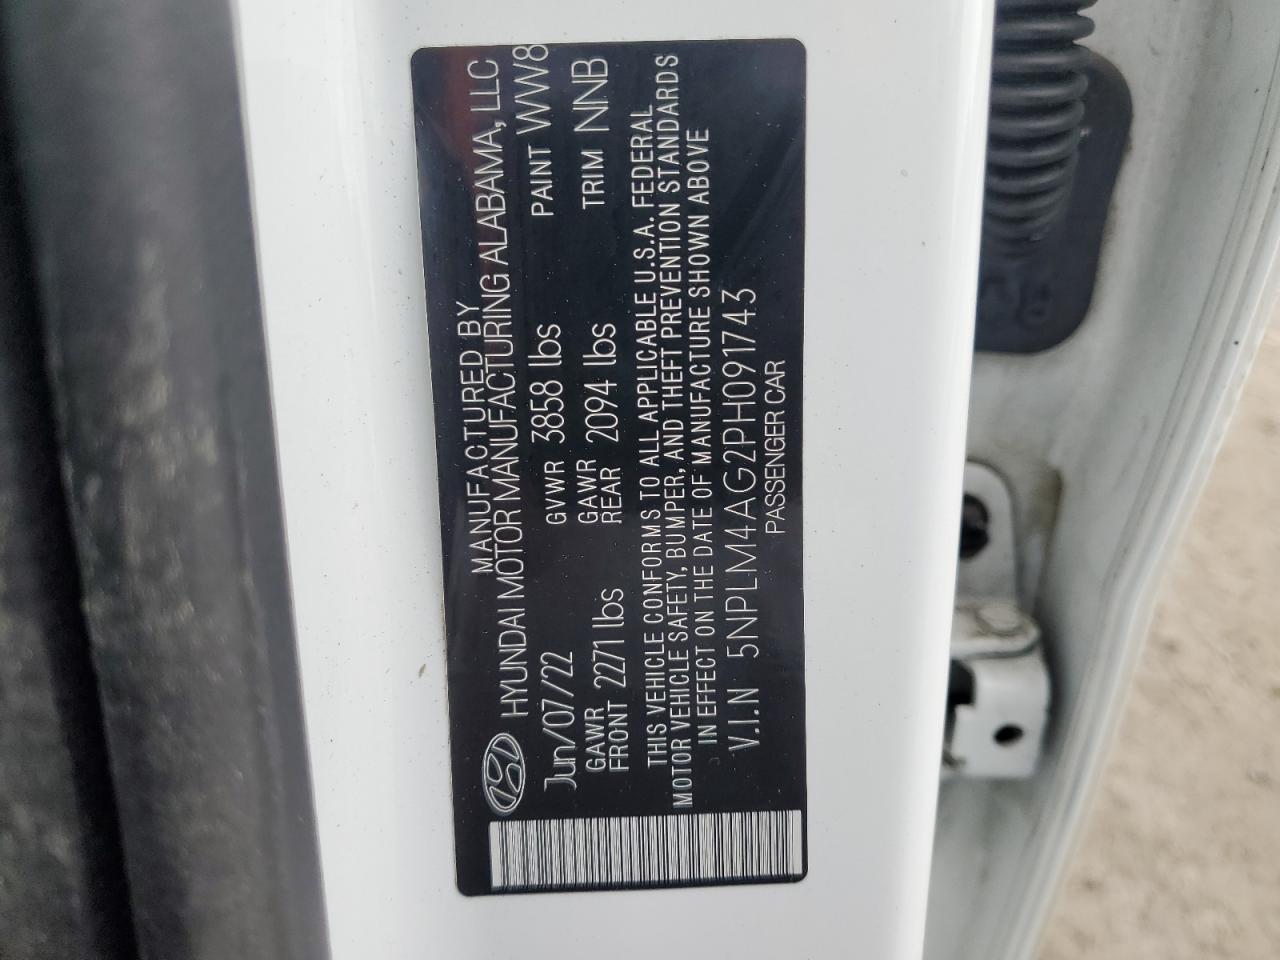 MANUFACTURED BY
HYUNDAI MOTOR MANUFACTURING ALABAMA, LLC
Jun/07/22 GVWR 3858 lbs PAINT WW8
GAWR FRONT 2271 lbs GAWR REAR 2094 lbs TRIM NNB
THIS VEHICLE CONFORMS TO ALL APPLICABLE U.S.A. FEDERAL
MOTOR VEHICLE SAFETY, BUMPER, AND THEFT PREVENTION STANDARDS
IN EFFECT ON THE DATE OF MANUFACTURE SHOWN ABOVE
V.I.N 5NPLM4AG2PH091743
PASSENGER CAR